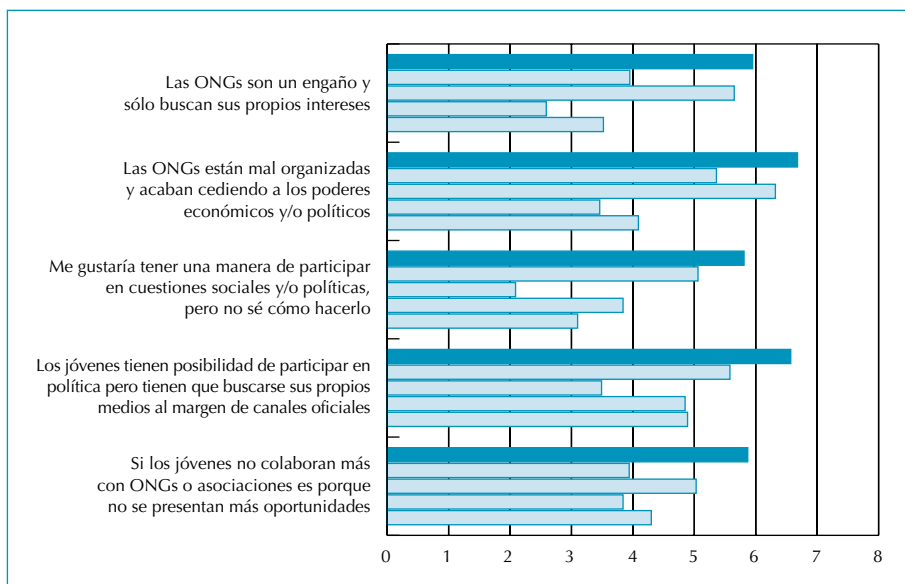 Las ONGs son un engaño y
sólo buscan sus propios intereses
Las ONGs están mal organizadas
y acaban cediendo a los poderes
económicos y/o políticos
Me gustaría tener una manera de participar
en cuestiones sociales y/o políticas,
pero no sé cómo hacerlo
Los jóvenes tienen posibilidad de participar en
política pero tienen que buscarse sus propios
medios al margen de canales oficiales
Si los jóvenes no colaboran más
con ONGs o asociaciones es porque
no se presentan más oportunidades
0 1 2 3 4 5 6 7 8